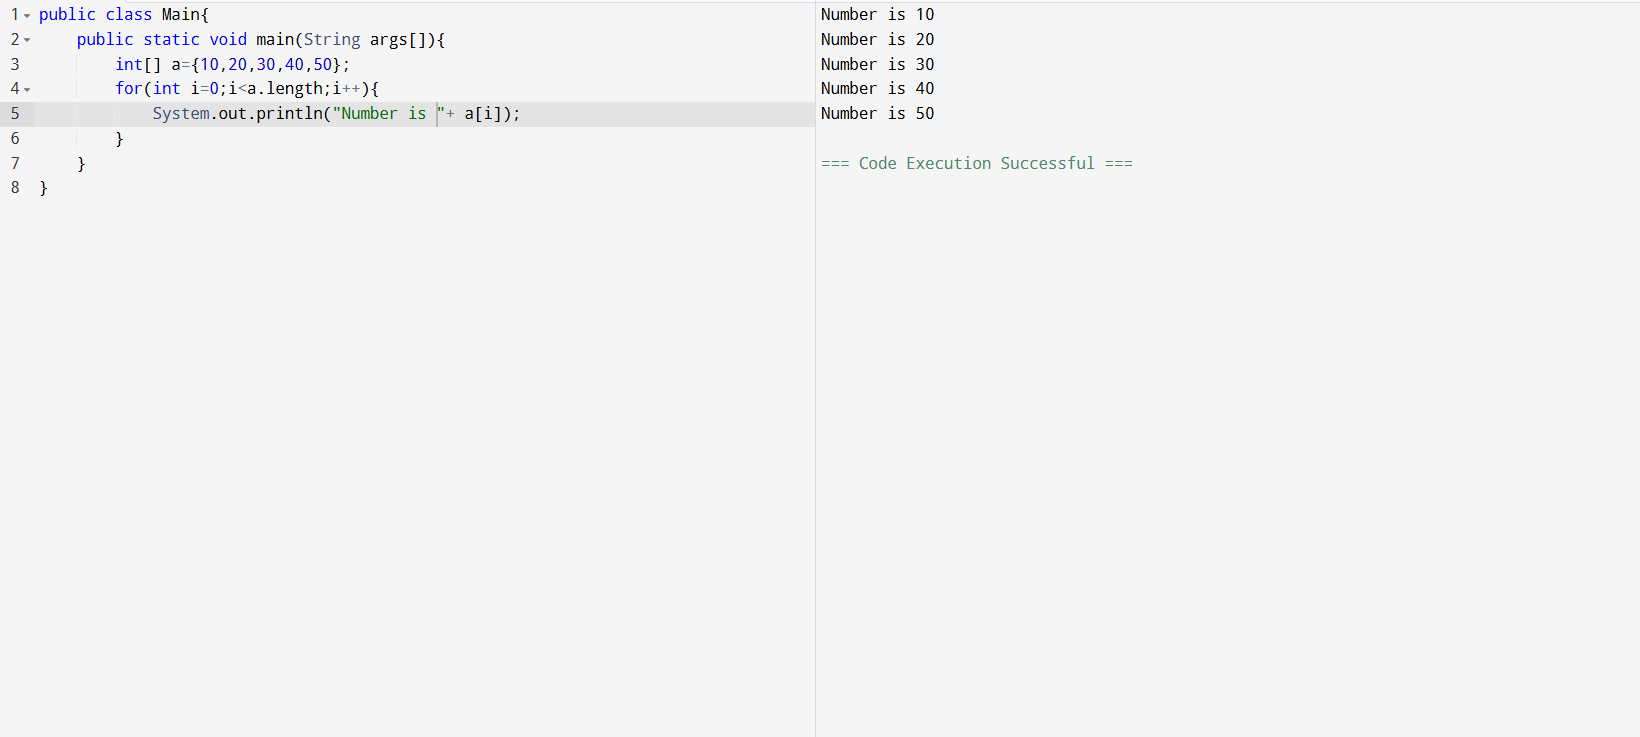 1 public class Main{
2     public static void main(String args[]){
3         int[] a={10,20,30,40,50};
4         for(int i=0;i<a.length;i++){
5             System.out.println("Number is "+ a[i]);
6         }
7     }
8 }
Number is 10
Number is 20
Number is 30
Number is 40
Number is 50
=== Code Execution Successful ===